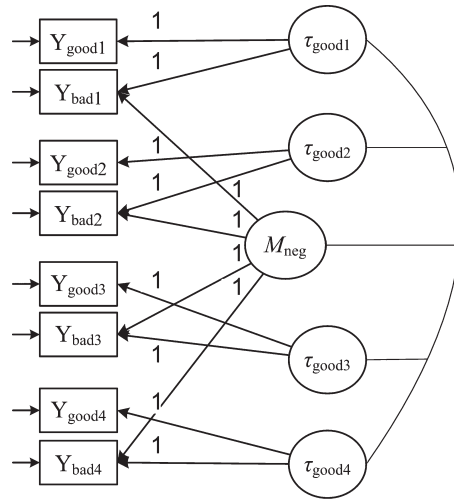 1
Y_good1
τ_good1
1
Y_bad1
1
Y_good2
τ_good2
1
1
Y_bad2
1
M_neg
1
Y_good3
1
1
Y_bad3
1
τ_good3
1
Y_good4
1
Y_bad4
τ_good4